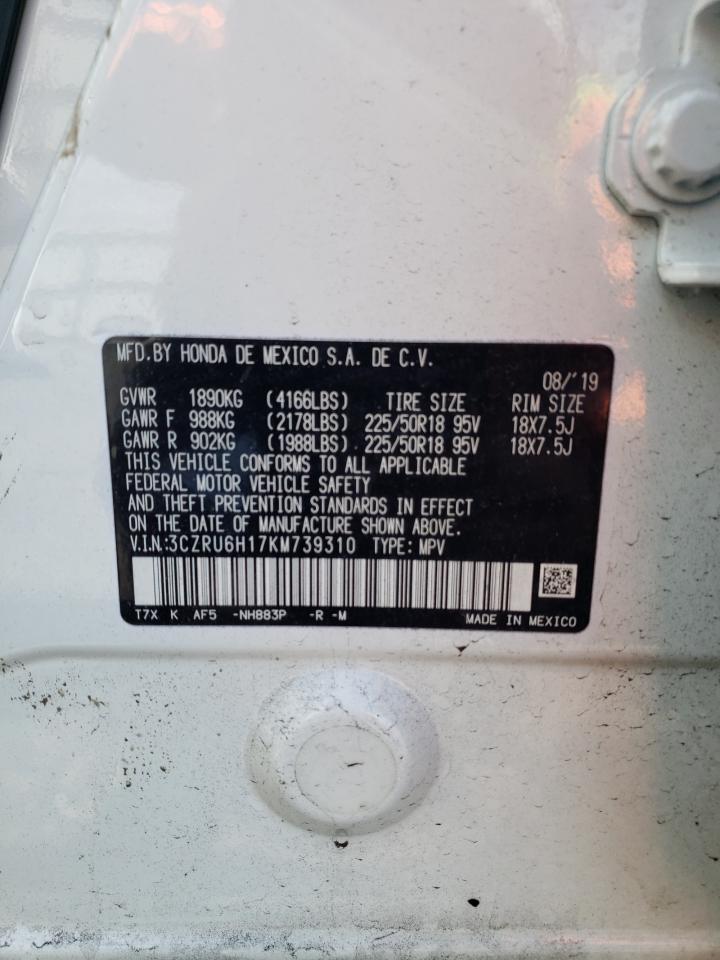 MFD.BY HONDA DE MEXICO S.A. DE C.V.
08/'19
GVWR 1890KG (4166LBS) TIRE SIZE RIM SIZE
GAWR F 988KG (2178LBS) 225/50R18 95V 18X7.5J
GAWR R 902KG (1988LBS) 225/50R18 95V 18X7.5J
THIS VEHICLE CONFORMS TO ALL APPLICABLE
FEDERAL MOTOR VEHICLE SAFETY
AND THEFT PREVENTION STANDARDS IN EFFECT
ON THE DATE OF MANUFACTURE SHOWN ABOVE.
V.I.N:3CZRU6H17KM739310 TYPE: MPV
T7X K AF5 -NH883P -R -M MADE IN MEXICO